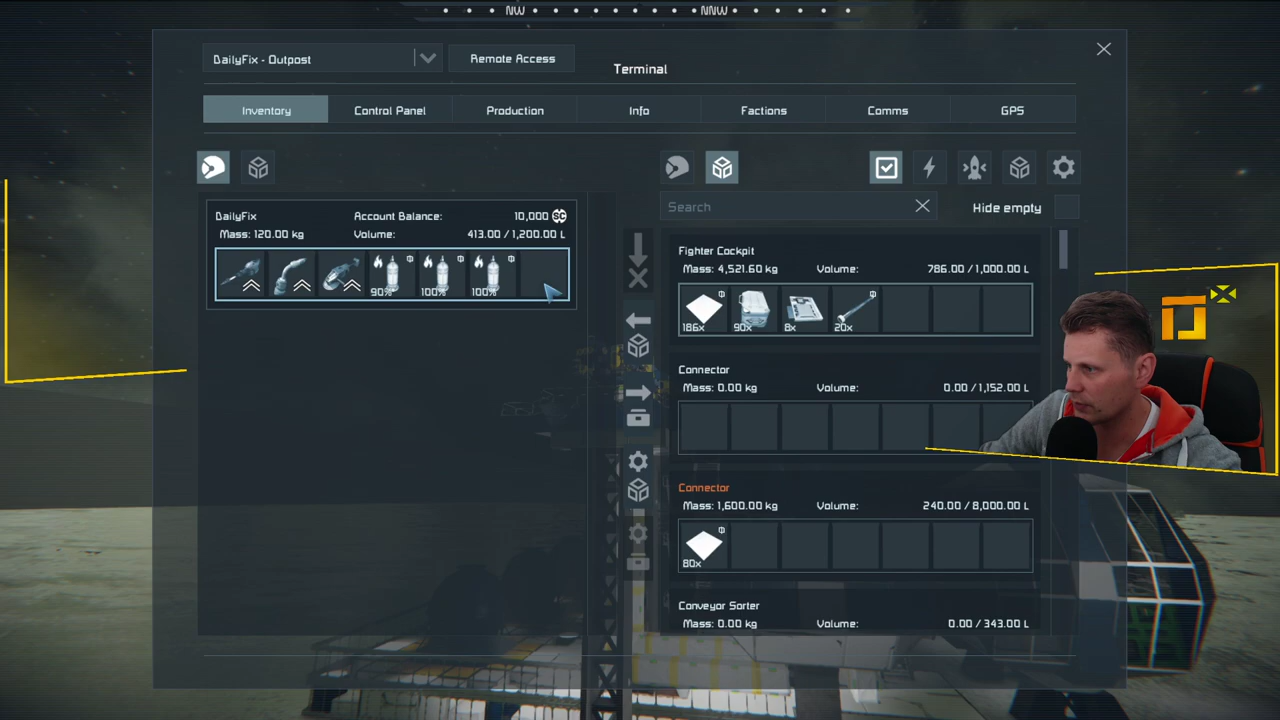 NW NNW
DailyFix - Outpost Remote Access
Terminal
Inventory Control Panel Production Info Factions Comms GPS
Search Hide empty
DailyFix Account Balance: 10,000 SC
Mass: 120.00 kg Volume: 413.00 / 1,200.00 L
90% 100% 100%
Fighter Cockpit
Mass: 4,521.60 kg Volume: 786.00 / 1,000.00 L
186x 90x 8x 20x
Connector
Mass: 0.00 kg Volume: 0.00 / 1,152.00 L
Connector
Mass: 1,600.00 kg Volume: 240.00 / 8,000.00 L
80x
Conveyor Sorter
Mass: 0.00 kg Volume: 0.00 / 343.00 L